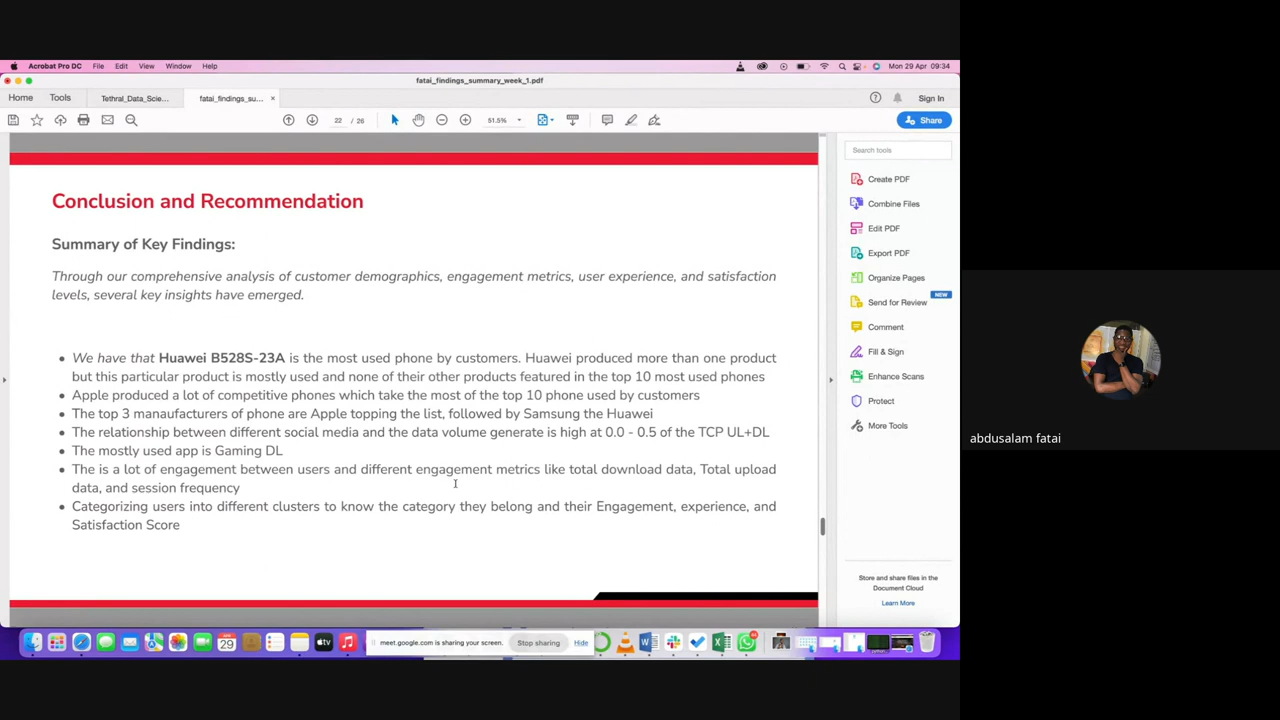 Acrobat Pro DC File Edit View Window Help Mon 29 Apr 09:34
fatai_findings_summary_week_1.pdf
Home Tools Tethral_Data_Scie... fatai_findings_su... × Sign In
22 / 26 51.5% Share
Search tools
Create PDF
Combine Files
Edit PDF
Export PDF
Organize Pages
Send for Review NEW
Comment
Fill & Sign
Enhance Scans
Protect
More Tools
Store and share files in the
Document Cloud
Learn More
Conclusion and Recommendation
Summary of Key Findings:
Through our comprehensive analysis of customer demographics, engagement metrics, user experience, and satisfaction
levels, several key insights have emerged.
• We have that Huawei B528S-23A is the most used phone by customers. Huawei produced more than one product
but this particular product is mostly used and none of their other products featured in the top 10 most used phones
• Apple produced a lot of competitive phones which take the most of the top 10 phone used by customers
• The top 3 manaufacturers of phone are Apple topping the list, followed by Samsung the Huawei
• The relationship between different social media and the data volume generate is high at 0.0 - 0.5 of the TCP UL+DL
• The mostly used app is Gaming DL
• The is a lot of engagement between users and different engagement metrics like total download data, Total upload
data, and session frequency
• Categorizing users into different clusters to know the category they belong and their Engagement, experience, and
Satisfaction Score
meet.google.com is sharing your screen. Stop sharing Hide
abdusalam fatai